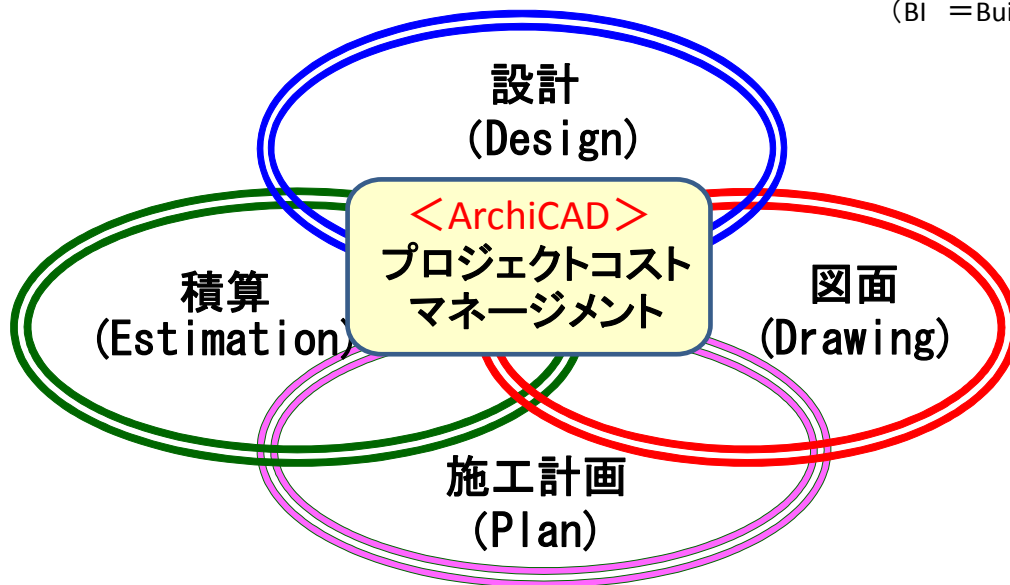 （BI ＝Bui
設計
(Design)
＜ArchiCAD＞
プロジェクトコスト
マネージメント
積算
(Estimation)
図面
(Drawing)
施工計画
(Plan)